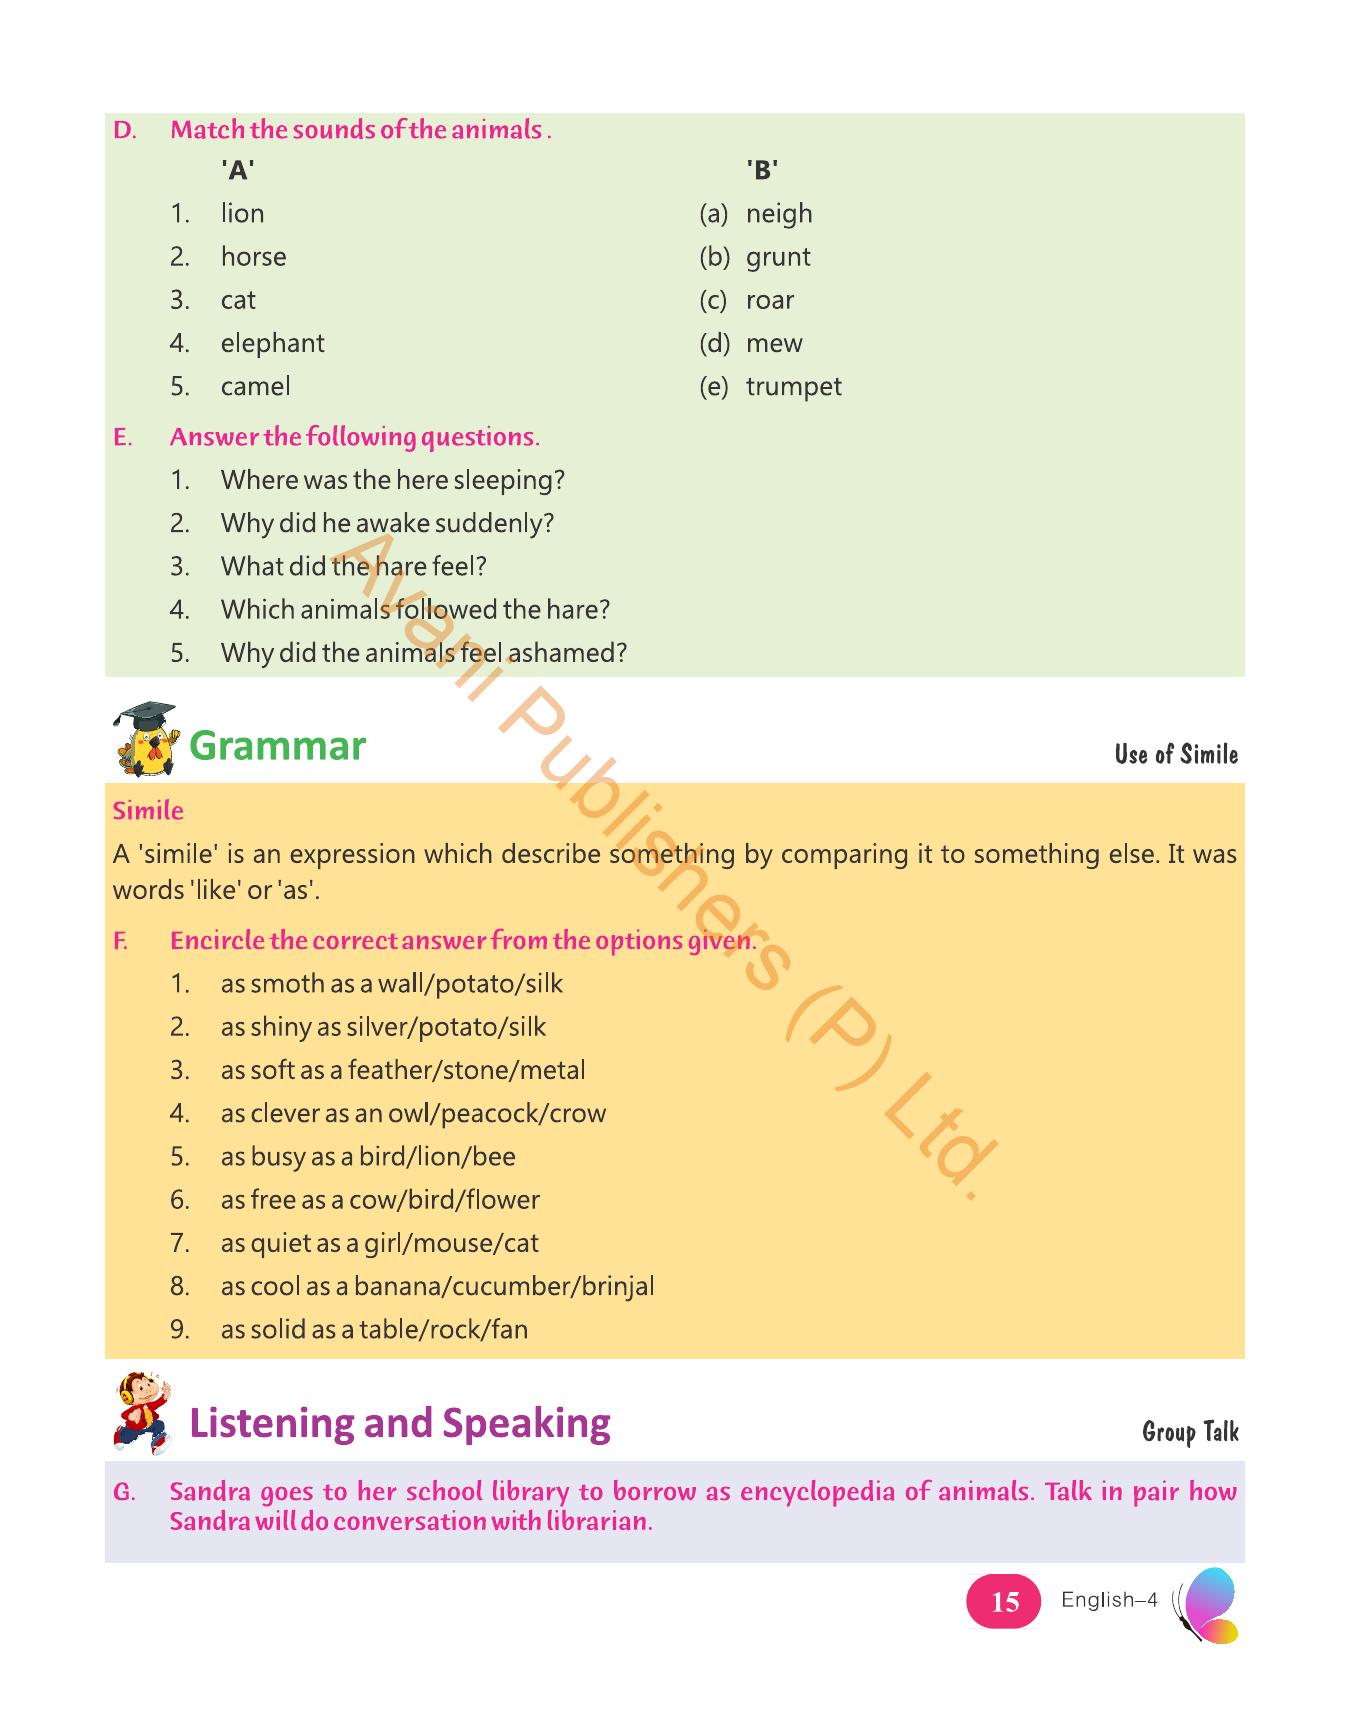 D. Match the sounds of the animals .
'A' 'B'
1. lion (a) neigh
2. horse (b) grunt
3. cat (c) roar
4. elephant (d) mew
5. camel (e) trumpet
E. Answer the following questions.
1. Where was the here sleeping?
2. Why did he awake suddenly?
3. What did the hare feel?
4. Which animals followed the hare?
5. Why did the animals feel ashamed?
Grammar Use of Simile
Simile
A 'simile' is an expression which describe something by comparing it to something else. It was
words 'like' or 'as'.
F. Encircle the correct answer from the options given.
1. as smoth as a wall/potato/silk
2. as shiny as silver/potato/silk
3. as soft as a feather/stone/metal
4. as clever as an owl/peacock/crow
5. as busy as a bird/lion/bee
6. as free as a cow/bird/flower
7. as quiet as a girl/mouse/cat
8. as cool as a banana/cucumber/brinjal
9. as solid as a table/rock/fan
Listening and Speaking Group Talk
G. Sandra goes to her school library to borrow as encyclopedia of animals. Talk in pair how
Sandra will do conversation with librarian.
15 English–4
Avani Publishers (P) Ltd.